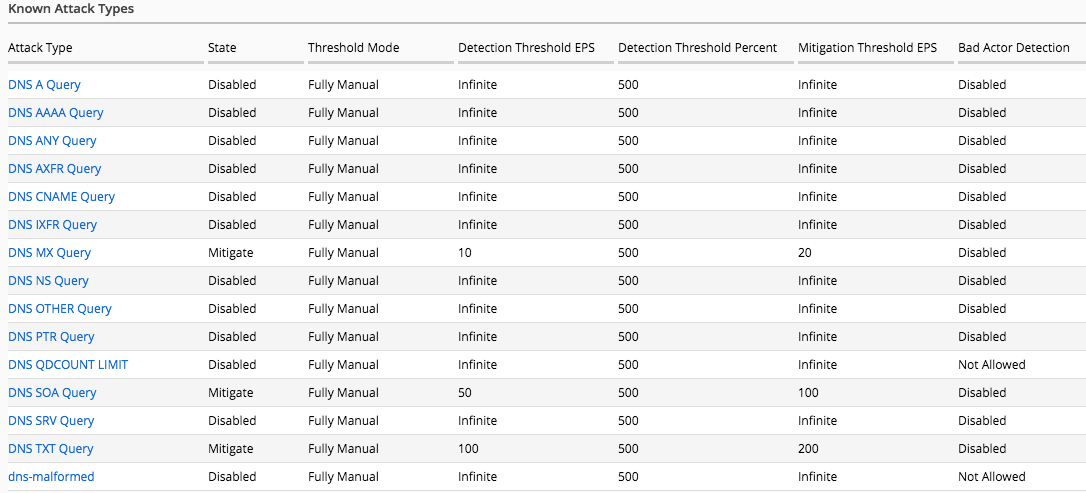 Known Attack Types
Attack Type State Threshold Mode Detection Threshold EPS Detection Threshold Percent Mitigation Threshold EPS Bad Actor Detection
DNS A Query Disabled Fully Manual Infinite 500 Infinite Disabled
DNS AAAA Query Disabled Fully Manual Infinite 500 Infinite Disabled
DNS ANY Query Disabled Fully Manual Infinite 500 Infinite Disabled
DNS AXFR Query Disabled Fully Manual Infinite 500 Infinite Disabled
DNS CNAME Query Disabled Fully Manual Infinite 500 Infinite Disabled
DNS IXFR Query Disabled Fully Manual Infinite 500 Infinite Disabled
DNS MX Query Mitigate Fully Manual 10 500 20 Disabled
DNS NS Query Disabled Fully Manual Infinite 500 Infinite Disabled
DNS OTHER Query Disabled Fully Manual Infinite 500 Infinite Disabled
DNS PTR Query Disabled Fully Manual Infinite 500 Infinite Disabled
DNS QDCOUNT LIMIT Disabled Fully Manual Infinite 500 Infinite Not Allowed
DNS SOA Query Mitigate Fully Manual 50 500 100 Disabled
DNS SRV Query Disabled Fully Manual Infinite 500 Infinite Disabled
DNS TXT Query Mitigate Fully Manual 100 500 200 Disabled
dns-malformed Disabled Fully Manual Infinite 500 Infinite Not Allowed